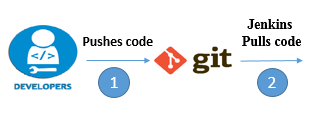 Jenkins
Pushes code
Pulls code
git
DEVELOPERS
1
2